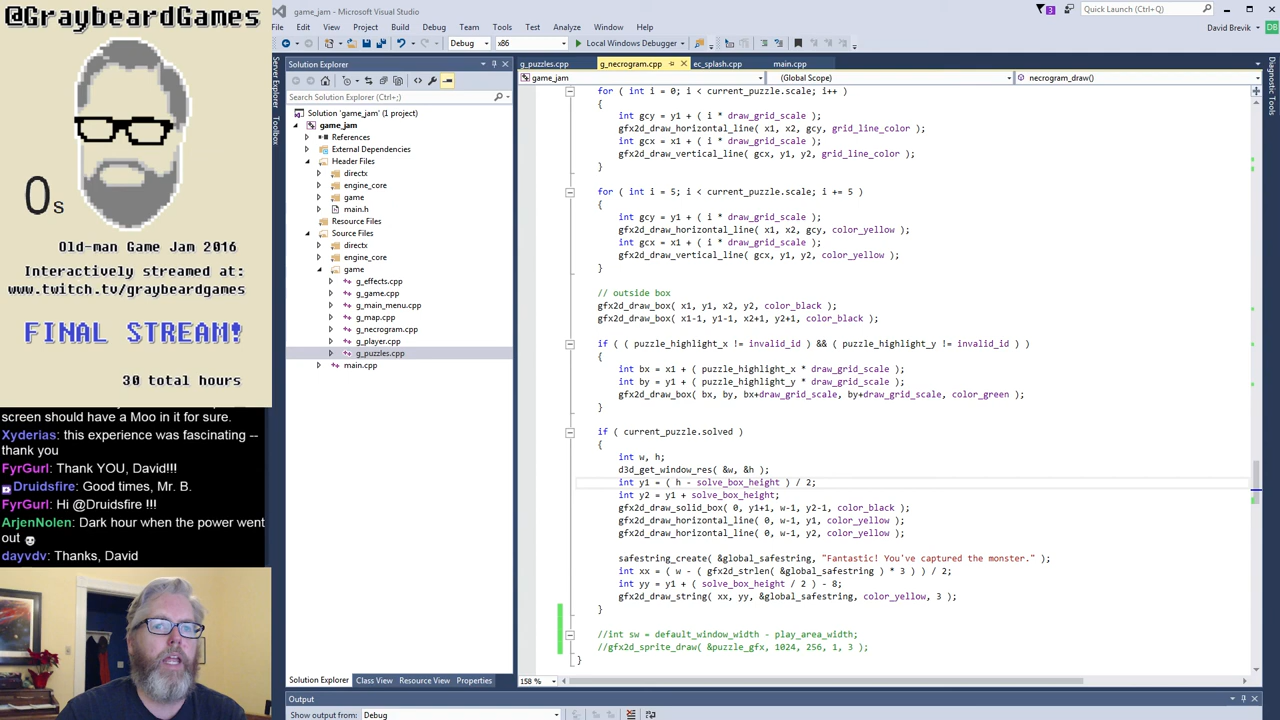 @GraybeardGames
0s
Old-man Game Jam 2016
Interactively streamed at:
www.twitch.tv/graybeardgames
FINAL STREAM!
30 total hours
screen should have a Moo in it for sure.
Xyderias: this experience was fascinating --
thank you
FyrGurl: Thank YOU, David!!!
Druidsfire: Good times, Mr. B.
FyrGurl: Hi @Druidsfire !!!
ArjenNolen: Dark hour when the power went
out
dayvdv: Thanks, David
game_jam - Microsoft Visual Studio
3
Quick Launch (Ctrl+;)
File Edit View Project Build Debug Team Tools Test Analyze Window Help
David Brevik
DB
Debug x86 Local Windows Debugger
Server Explorer
Toolbox
Solution Explorer
Search Solution Explorer (Ctrl+;)
Solution 'game_jam' (1 project)
game_jam
References
External Dependencies
Header Files
directx
engine_core
game
main.h
Resource Files
Source Files
directx
engine_core
game
g_effects.cpp
g_game.cpp
g_main_menu.cpp
g_map.cpp
g_necrogram.cpp
g_player.cpp
g_puzzles.cpp
main.cpp
Solution Explorer Class View Resource View Properties
g_puzzles.cpp g_necrogram.cpp ec_splash.cpp main.cpp
game_jam (Global Scope) necrogram_draw()
for ( int i = 0; i < current_puzzle.scale; i++ )
{
int gcy = y1 + ( i * draw_grid_scale );
gfx2d_draw_horizontal_line( x1, x2, gcy, grid_line_color );
int gcx = x1 + ( i * draw_grid_scale );
gfx2d_draw_vertical_line( gcx, y1, y2, grid_line_color );
}
for ( int i = 5; i < current_puzzle.scale; i += 5 )
{
int gcy = y1 + ( i * draw_grid_scale );
gfx2d_draw_horizontal_line( x1, x2, gcy, color_yellow );
int gcx = x1 + ( i * draw_grid_scale );
gfx2d_draw_vertical_line( gcx, y1, y2, color_yellow );
}
// outside box
gfx2d_draw_box( x1, y1, x2, y2, color_black );
gfx2d_draw_box( x1-1, y1-1, x2+1, y2+1, color_black );
if ( ( puzzle_highlight_x != invalid_id ) && ( puzzle_highlight_y != invalid_id ) )
{
int bx = x1 + ( puzzle_highlight_x * draw_grid_scale );
int by = y1 + ( puzzle_highlight_y * draw_grid_scale );
gfx2d_draw_box( bx, by, bx+draw_grid_scale, by+draw_grid_scale, color_green );
}
if ( current_puzzle.solved )
{
int w, h;
d3d_get_window_res( &w, &h );
int y1 = ( h - solve_box_height ) / 2;
int y2 = y1 + solve_box_height;
gfx2d_draw_solid_box( 0, y1+1, w-1, y2-1, color_black );
gfx2d_draw_horizontal_line( 0, w-1, y1, color_yellow );
gfx2d_draw_horizontal_line( 0, w-1, y2, color_yellow );
safestring_create( &global_safestring, "Fantastic! You've captured the monster." );
int xx = ( w - ( gfx2d_strlen( &global_safestring ) * 3 ) ) / 2;
int yy = y1 + ( solve_box_height / 2 ) - 8;
gfx2d_draw_string( xx, yy, &global_safestring, color_yellow, 3 );
}
//int sw = default_window_width - play_area_width;
//gfx2d_sprite_draw( &puzzle_gfx, 1024, 256, 1, 3 );
}
158 %
Output
Show output from: Debug
Diagnostic Tools